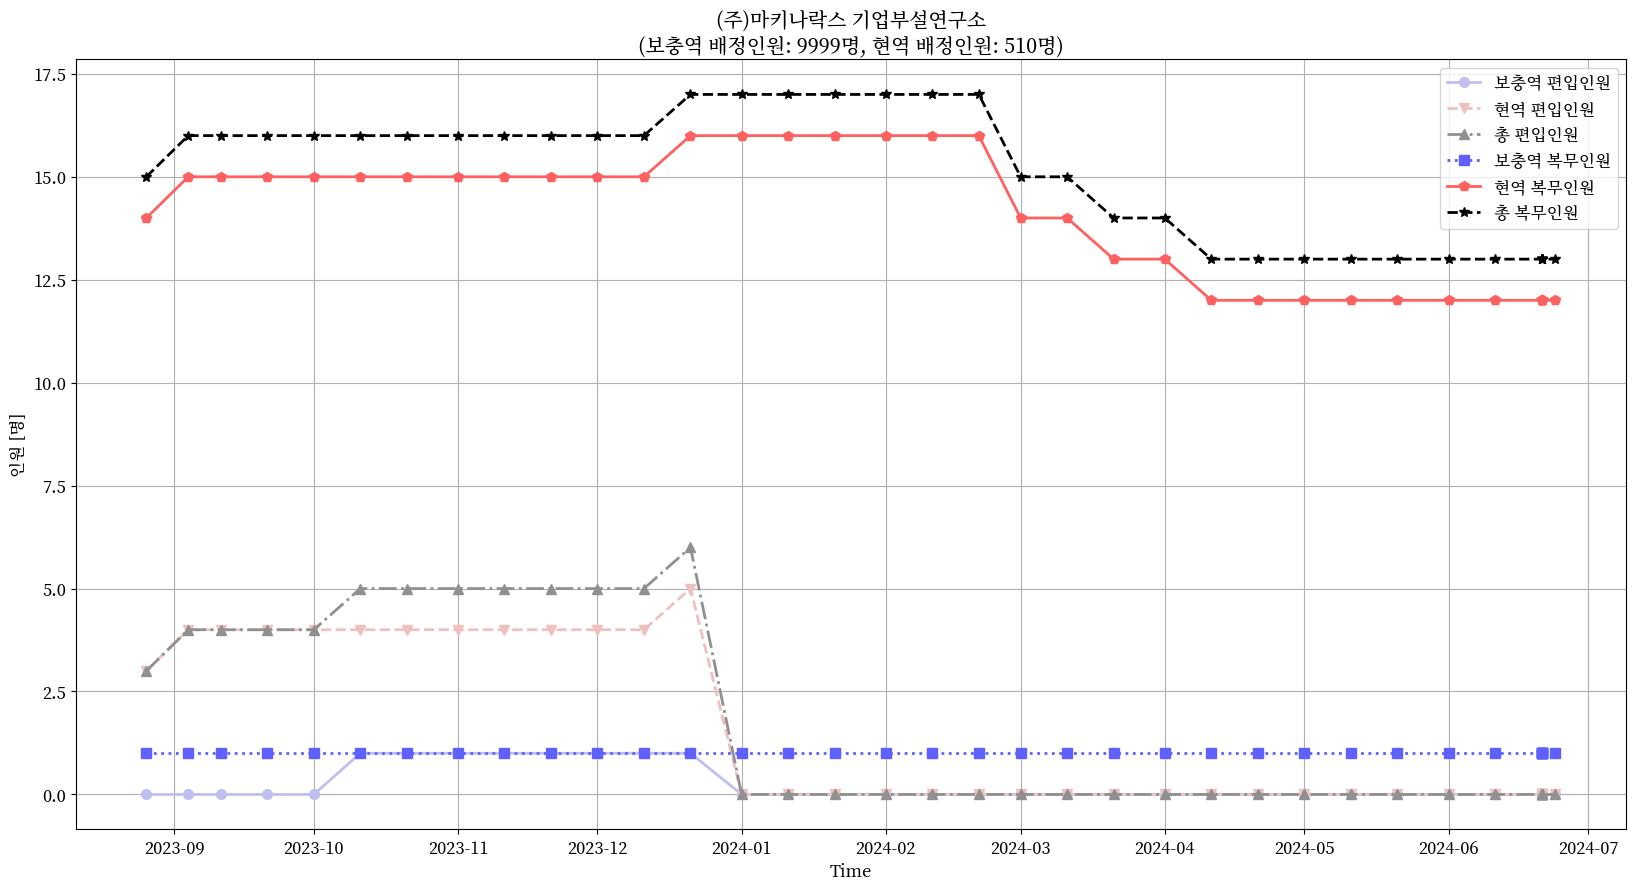 (주)마키나락스 기업부설연구소
(보충역 배정인원: 9999명, 현역 배정인원: 510명)
17.5
15.0
12.5
10.0
7.5
5.0
2.5
0.0
인원 [명]
보충역 편입인원
현역 편입인원
총 편입인원
보충역 복무인원
현역 복무인원
총 복무인원
2023-09
2023-10
2023-11
2023-12
2024-01
2024-02
2024-03
2024-04
2024-05
2024-06
2024-07
Time